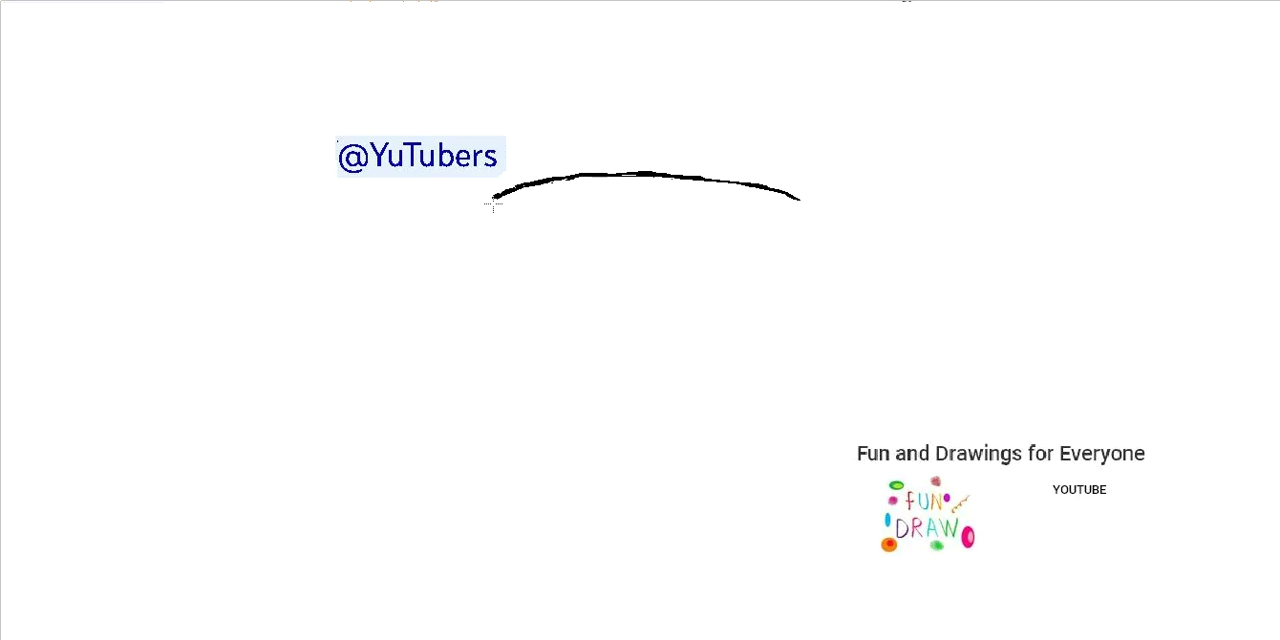 @YuTubers
Fun and Drawings for Everyone
YOUTUBE
fUN
DRAW